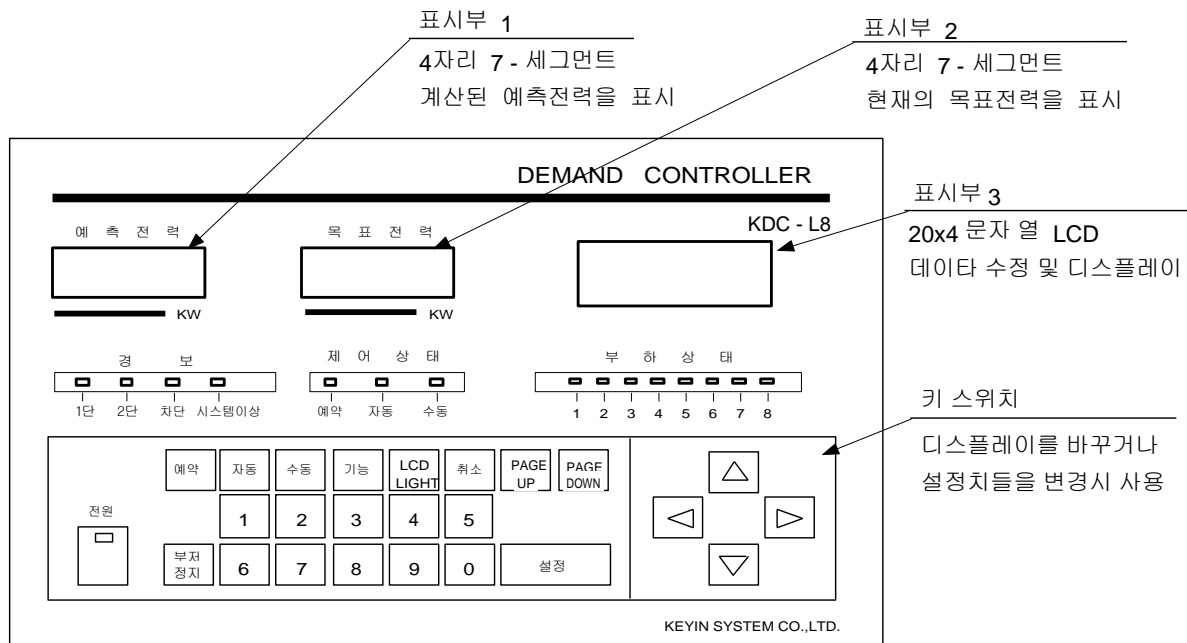 표시부 1
4자리 7 - 세그먼트
계산된 예측전력을 표시
표시부 2
4자리 7 - 세그먼트
현재의 목표전력을 표시
DEMAND CONTROLLER
KDC - L8
표시부 3
20x4 문자 열 LCD
데이타 수정 및 디스플레이
예 측 전 력
목 표 전 력
KW
KW
경 보
제 어 상 태
부 하 상 태
1단 2단 차단 시스템이상
예약 자동 수동
1 2 3 4 5 6 7 8
키 스위치
디스플레이를 바꾸거나
설정치들을 변경시 사용
예약 자동 수동 기능 LCD LIGHT 취소 PAGE UP PAGE DOWN
전원
1 2 3 4 5
부저 정지
6 7 8 9 0 설정
KEYIN SYSTEM CO.,LTD.